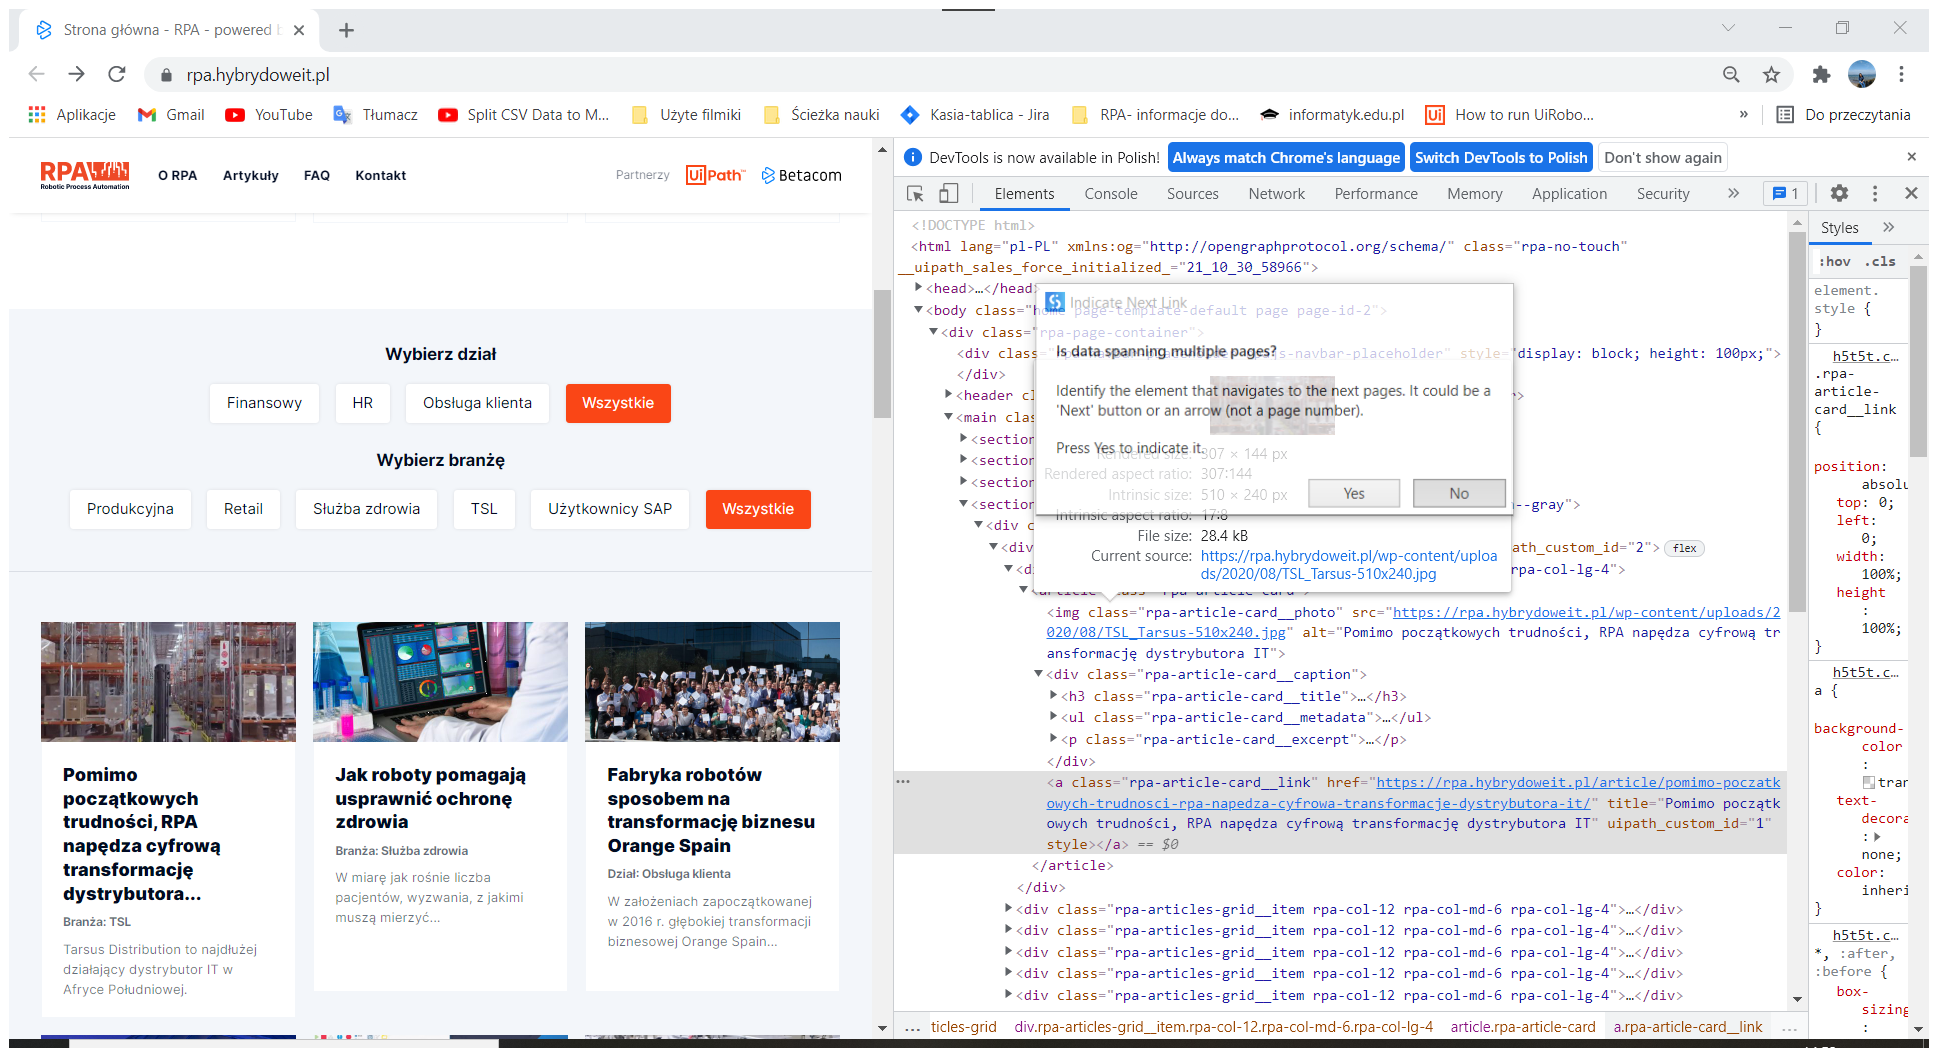 Strona główna - RPA - powered b
rpa.hybrydoweit.pl
Aplikacje
Gmail
YouTube
Tłumacz
Split CSV Data to M...
Użyte filmiki
Ścieżka nauki
Kasia-tablica - Jira
RPA- informacje do...
informatyk.edu.pl
How to run UiRobo...
»
Do przeczytania
RPA
Robotic Process Automation
O RPA
Artykuły
FAQ
Kontakt
Partnerzy
UiPath
Betacom
Wybierz dział
Finansowy
HR
Obsługa klienta
Wszystkie
Wybierz branżę
Produkcyjna
Retail
Służba zdrowia
TSL
Użytkownicy SAP
Wszystkie
Pomimo
początkowych
trudności, RPA
napędza cyfrową
transformację
dystrybutora...
Branża: TSL
Tarsus Distribution to najdłużej
działający dystrybutor IT w
Afryce Południowej.
Jak roboty pomagają
usprawnić ochronę
zdrowia
Branża: Służba zdrowia
W miarę jak rośnie liczba
pacjentów, wyzwania, z jakimi
muszą mierzyć...
Fabryka robotów
sposobem na
transformację biznesu
Orange Spain
Dział: Obsługa klienta
W założeniach zapoczątkowanej
w 2016 r. głębokiej transformacji
biznesowej Orange Spain...
DevTools is now available in Polish!
Always match Chrome's language
Switch DevTools to Polish
Don't show again
Elements
Console
Sources
Network
Performance
Memory
Application
Security
»
1
<!DOCTYPE html>
<html lang="pl-PL" xmlns:og="http://opengraphprotocol.org/schema/" class="rpa-no-touch"
__uipath_sales_force_initialized_="21_10_30_58966">
<head>…</head>
<body class="home page-template-default page page-id-2">
<div class="rpa-page-container">
<div class="rpa-navbar-placeholder js-navbar-placeholder" style="display: block; height: 100px;">
</div>
<header cl
<main clas
<section
<section
<section
<section --gray">
<div c
<div ath_custom_id="2"> flex
<d rpa-col-lg-4">
<article class="rpa-article-card">
<img class="rpa-article-card__photo" src="https://rpa.hybrydoweit.pl/wp-content/uploads/2
020/08/TSL_Tarsus-510x240.jpg" alt="Pomimo początkowych trudności, RPA napędza cyfrową tr
ansformację dystrybutora IT">
<div class="rpa-article-card__caption">
<h3 class="rpa-article-card__title">…</h3>
<ul class="rpa-article-card__metadata">…</ul>
<p class="rpa-article-card__excerpt">…</p>
</div>
<a class="rpa-article-card__link" href="https://rpa.hybrydoweit.pl/article/pomimo-poczatk
owych-trudnosci-rpa-napedza-cyfrowa-transformacje-dystrybutora-it/" title="Pomimo początk
owych trudności, RPA napędza cyfrową transformację dystrybutora IT" uipath_custom_id="1"
style></a> == $0
</article>
</div>
<div class="rpa-articles-grid__item rpa-col-12 rpa-col-md-6 rpa-col-lg-4">…</div>
<div class="rpa-articles-grid__item rpa-col-12 rpa-col-md-6 rpa-col-lg-4">…</div>
<div class="rpa-articles-grid__item rpa-col-12 rpa-col-md-6 rpa-col-lg-4">…</div>
<div class="rpa-articles-grid__item rpa-col-12 rpa-col-md-6 rpa-col-lg-4">…</div>
<div class="rpa-articles-grid__item rpa-col-12 rpa-col-md-6 rpa-col-lg-4">…</div>
... ticles-grid div.rpa-articles-grid__item.rpa-col-12.rpa-col-md-6.rpa-col-lg-4 article.rpa-article-card a.rpa-article-card__link ...
Indicate Next Link
Is data spanning multiple pages?
Identify the element that navigates to the next pages. It could be a
'Next' button or an arrow (not a page number).
Press Yes to indicate it.
Yes
No
Rendered size: 307 × 144 px
Rendered aspect ratio: 307:144
Intrinsic size: 510 × 240 px
Intrinsic aspect ratio: 17:8
File size: 28.4 kB
Current source: https://rpa.hybrydoweit.pl/wp-content/uploa
ds/2020/08/TSL_Tarsus-510x240.jpg
Styles
»
:hov .cls
element.
style {
}
h5t5t.c…
.rpa-
article-
card__link
{
position:
absolu
top: 0;
left:
0;
width:
100%;
height
:
100%;
}
h5t5t.c…
a {
background-
color
:
tran
text-
decora
:
none;
color:
inheri
}
h5t5t.c…
*, :after,
:before {
box-
sizing
: